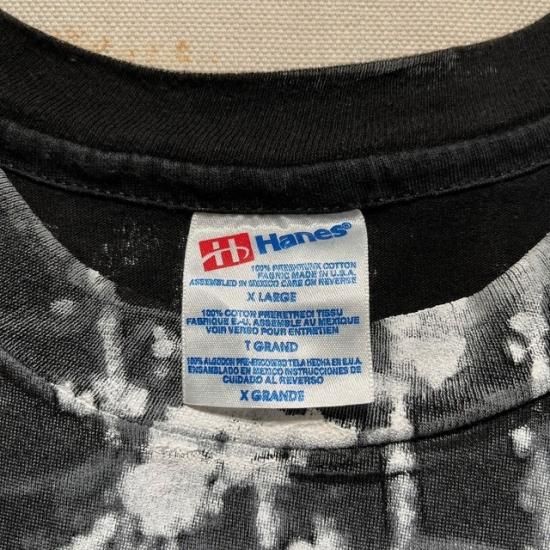 Hanes®
100% PRESHRUNK COTTON
FABRIC MADE IN U.S.A.
ASSEMBLED IN MEXICO CARE ON REVERSE
X LARGE
100% COTON PRERETRECI TISSU
FABRIQUE E-U. ASSEMBLE AU MEXIQUE
VOIR VERSO POUR ENTRETIEN
T GRAND
100% ALGODON PRE-ENCOGIDO TELA HECHA EN E.U.A.
ENSAMBLADO EN MEXICO INSTRUCCIONES DE
CUIDADO AL REVERSO
X GRANDE